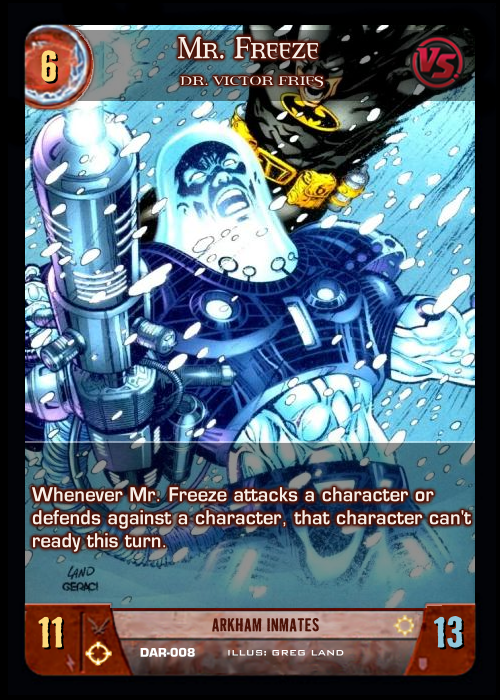 6
MR. FREEZE
VS
DR. VICTOR FRIES
Whenever Mr. Freeze attacks a character or
defends against a character, that character can't
ready this turn.
LAND
GERACI
11
ARKHAM INMATES
13
DAR-008 ILLUS: GREG LAND